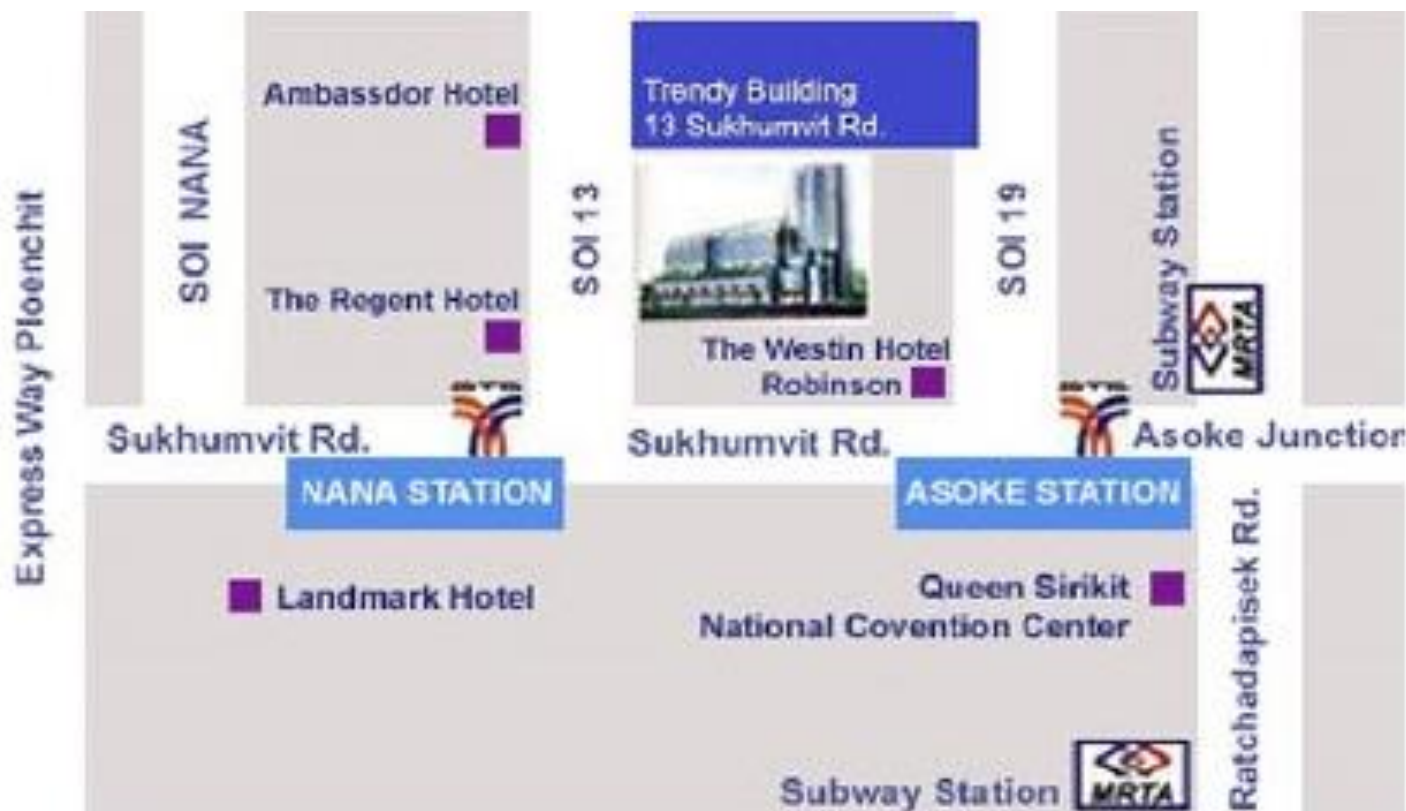 Ambassdor Hotel
Trendy Building
13 Sukhumvit Rd.
Express Way Ploenchit
SOI NANA
SOI 13
SOI 19
Subway Station
MRTA
The Regent Hotel
The Westin Hotel
Robinson
Sukhumvit Rd.
Sukhumvit Rd.
Asoke Junction
NANA STATION
ASOKE STATION
Landmark Hotel
Queen Sirikit
National Covention Center
Ratchadapisek Rd.
Subway Station
MRTA